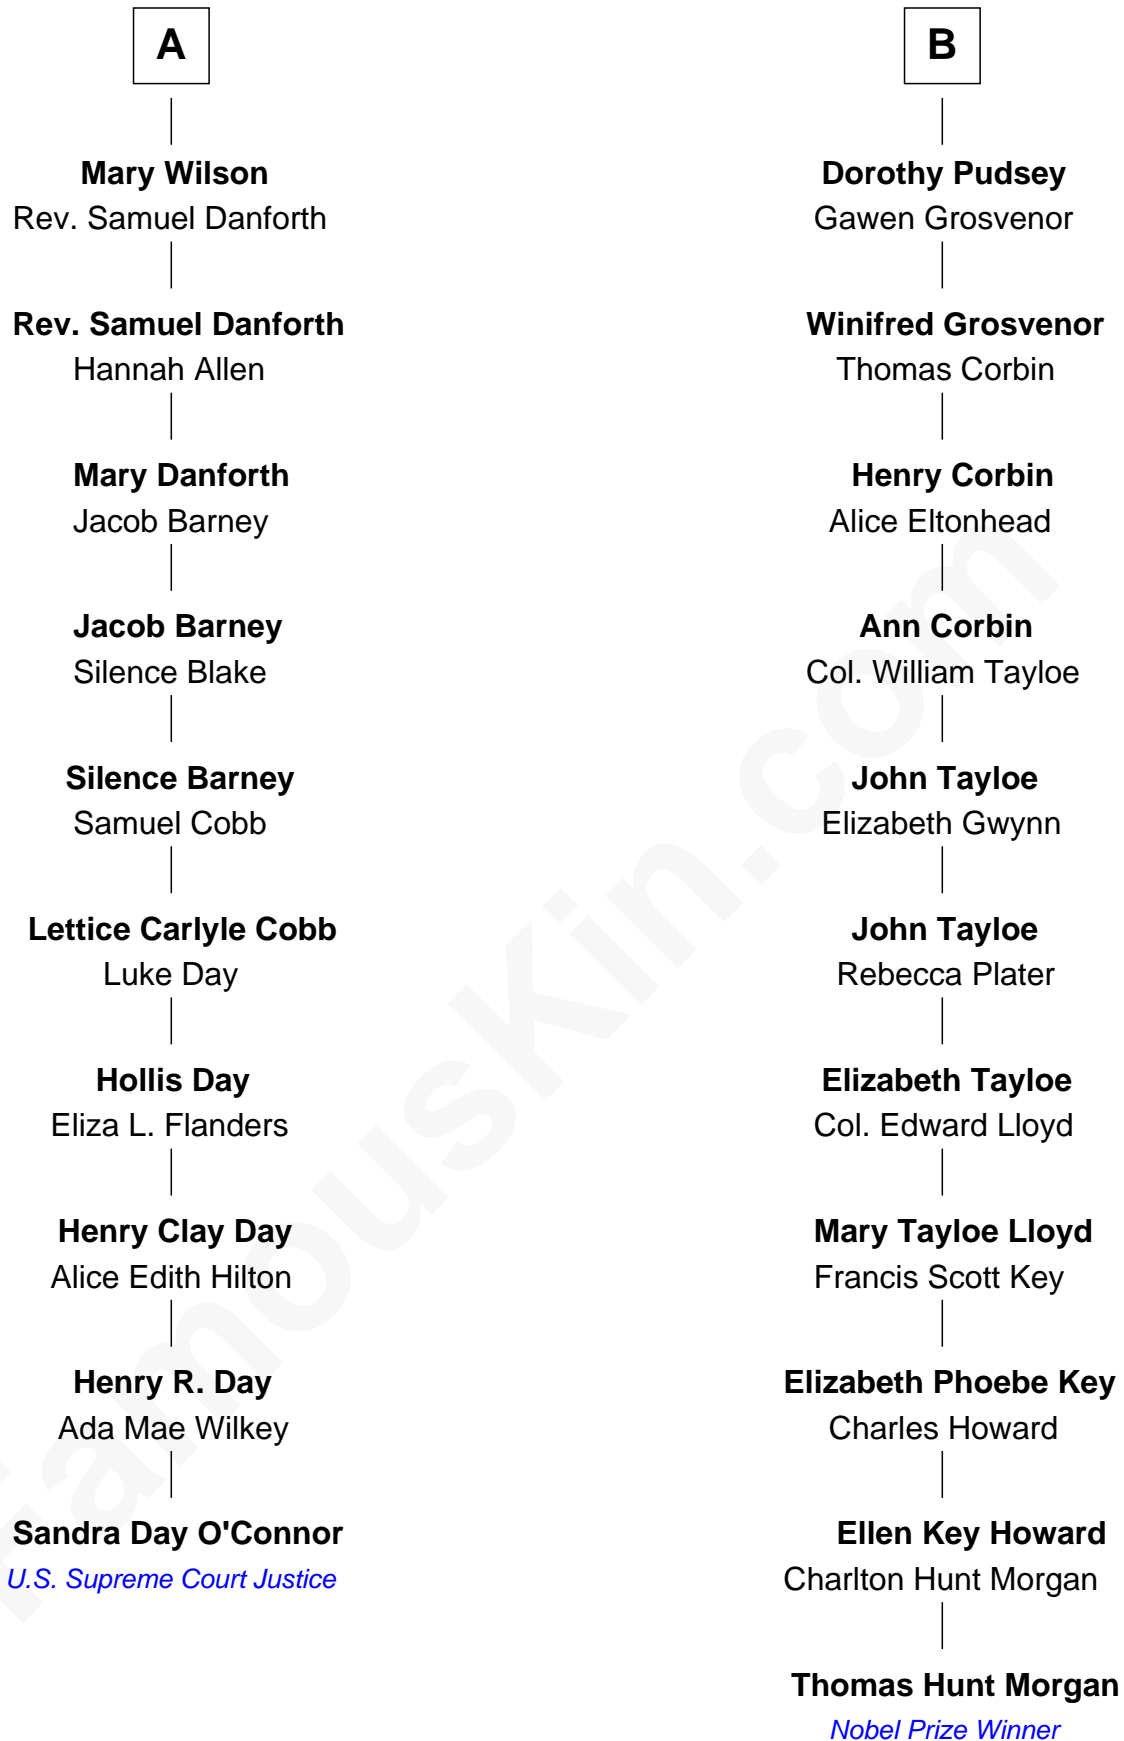 A
Mary Wilson
Rev. Samuel Danforth
Rev. Samuel Danforth
Hannah Allen
Mary Danforth
Jacob Barney
Jacob Barney
Silence Blake
Silence Barney
Samuel Cobb
Lettice Carlyle Cobb
Luke Day
Hollis Day
Eliza L. Flanders
Henry Clay Day
Alice Edith Hilton
Henry R. Day
Ada Mae Wilkey
Sandra Day O'Connor
U.S. Supreme Court Justice
B
Dorothy Pudsey
Gawen Grosvenor
Winifred Grosvenor
Thomas Corbin
Henry Corbin
Alice Eltonhead
Ann Corbin
Col. William Tayloe
John Tayloe
Elizabeth Gwynn
John Tayloe
Rebecca Plater
Elizabeth Tayloe
Col. Edward Lloyd
Mary Tayloe Lloyd
Francis Scott Key
Elizabeth Phoebe Key
Charles Howard
Ellen Key Howard
Charlton Hunt Morgan
Thomas Hunt Morgan
Nobel Prize Winner
FamousKin.com